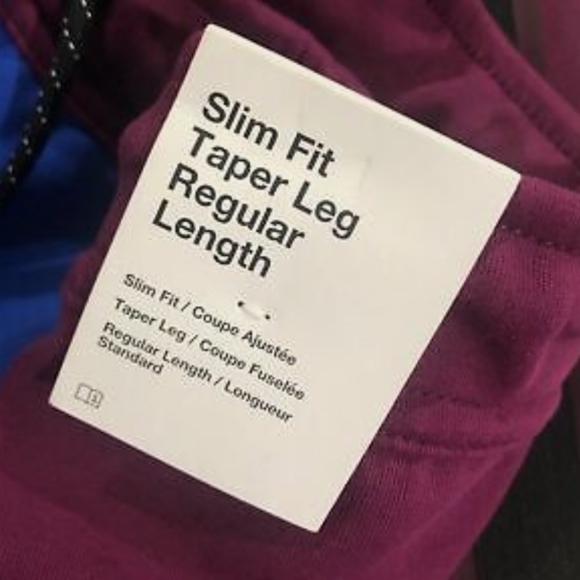 Slim Fit
Taper Leg
Regular
Length
Slim Fit / Coupe Ajustée
Taper Leg / Coupe Fuselée
Regular Length / Longueur
Standard